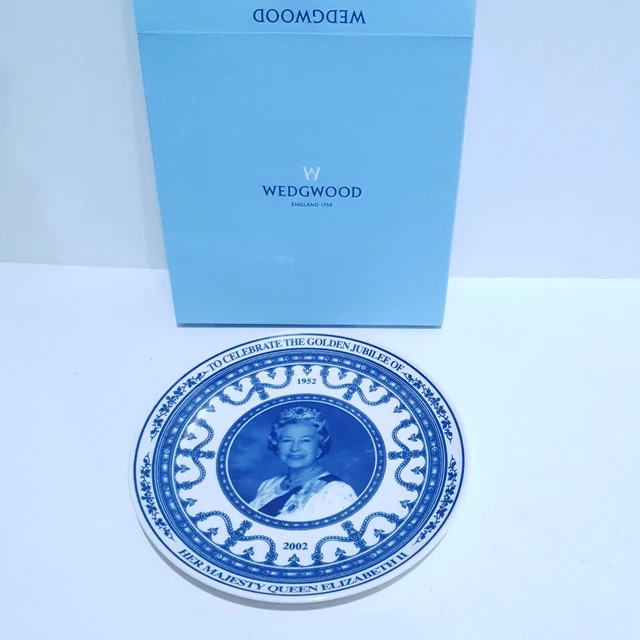 WEDGWOOD
W
WEDGWOOD
ENGLAND 1759
TO CELEBRATE THE GOLDEN JUBILEE OF
1952
2002
HER MAJESTY QUEEN ELIZABETH II